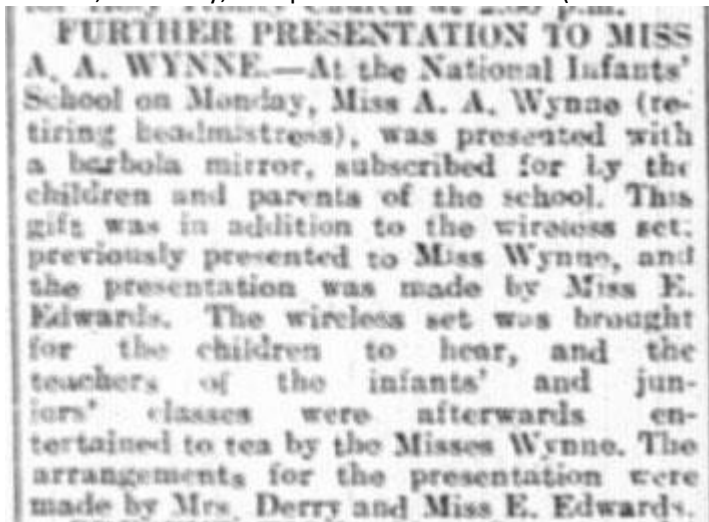 FURTHER PRESENTATION TO MISS
A. A. WYNNE.—At the National Infants'
School on Monday, Miss A. A. Wynne (re-
tiring headmistress), was presented with
a barbola mirror, subscribed for by the
children and parents of the school. This
gift was in addition to the wireless set,
previously presented to Miss Wynne, and
the presentation was made by Miss E.
Edwards. The wireless set was brought
for the children to hear, and the
teachers of the infants' and jun-
iors' classes were afterwards en-
tertained to tea by the Misses Wynne. The
arrangements for the presentation were
made by Mrs. Derry and Miss E. Edwards.